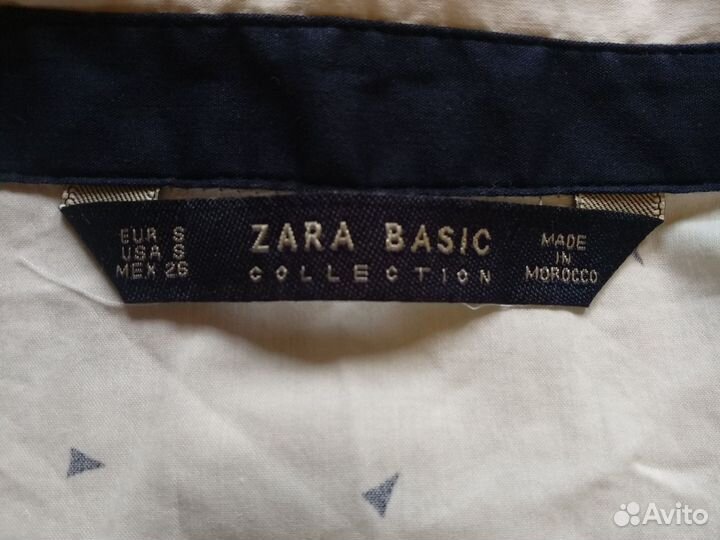 EUR S
USA S
MEX 26
ZARA BASIC
COLLECTION
MADE
IN
MOROCCO
Avito